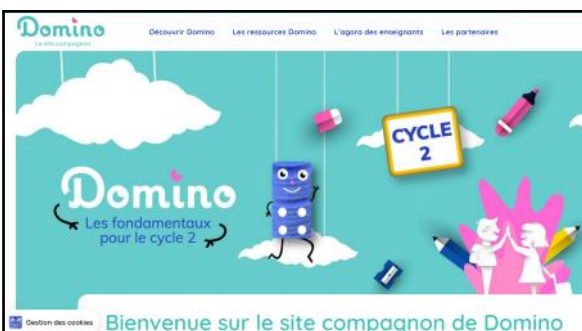 Domino
Le site compagnon
Découvrir Domino Les ressources Domino L'agora des enseignants Les partenaires
CYCLE
2
Domino
Les fondamentaux
pour le cycle 2
Gestion des cookies
Bienvenue sur le site compagnon de Domino